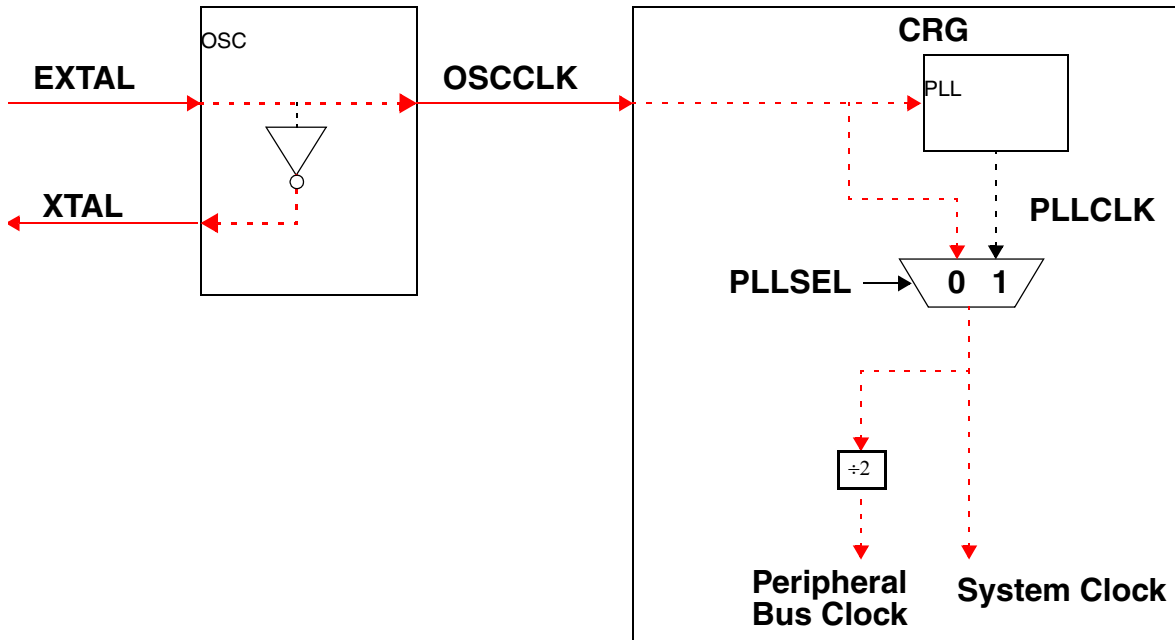 CRG
OSC
EXTAL
OSCCLK
PLL
XTAL
PLLCLK
PLLSEL
0 1
÷2
Peripheral
Bus Clock
System Clock